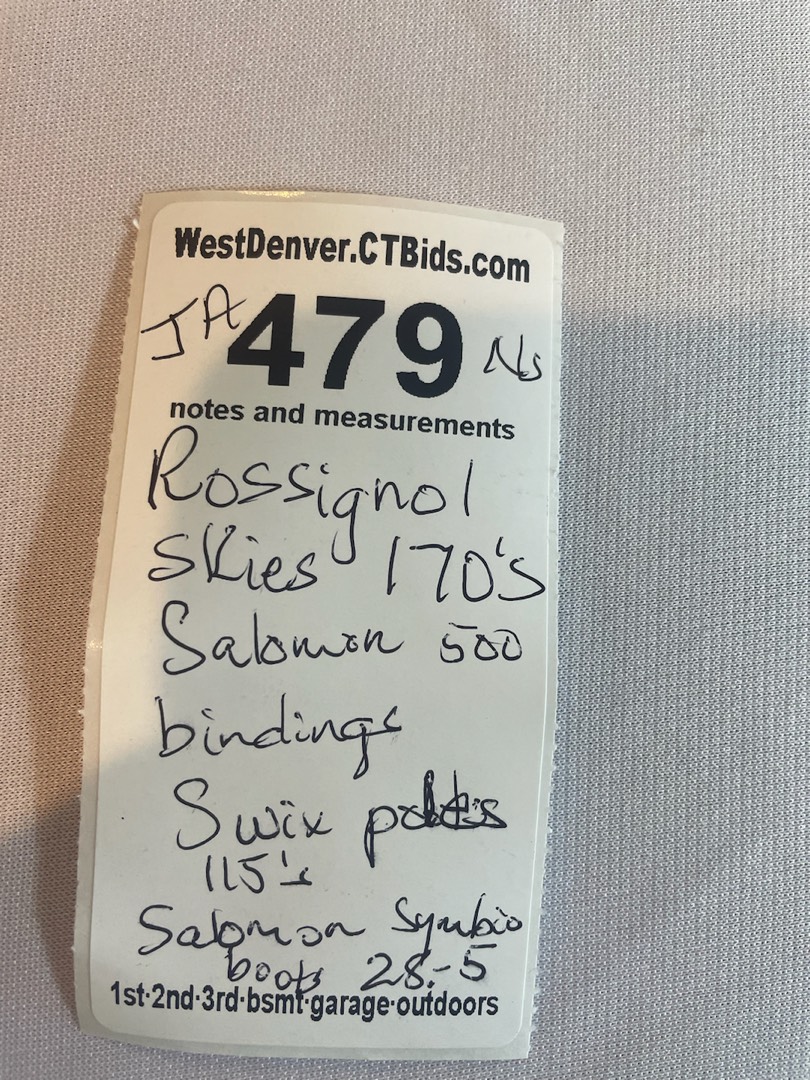 WestDenver.CTBids.com
JA 479 NS
notes and measurements
Rossignol
skies 170's
Salomon 500
bindings
Swix poles
115's
Salomon Symbio
boots 28.-5
1st·2nd·3rd·bsmt·garage·outdoors